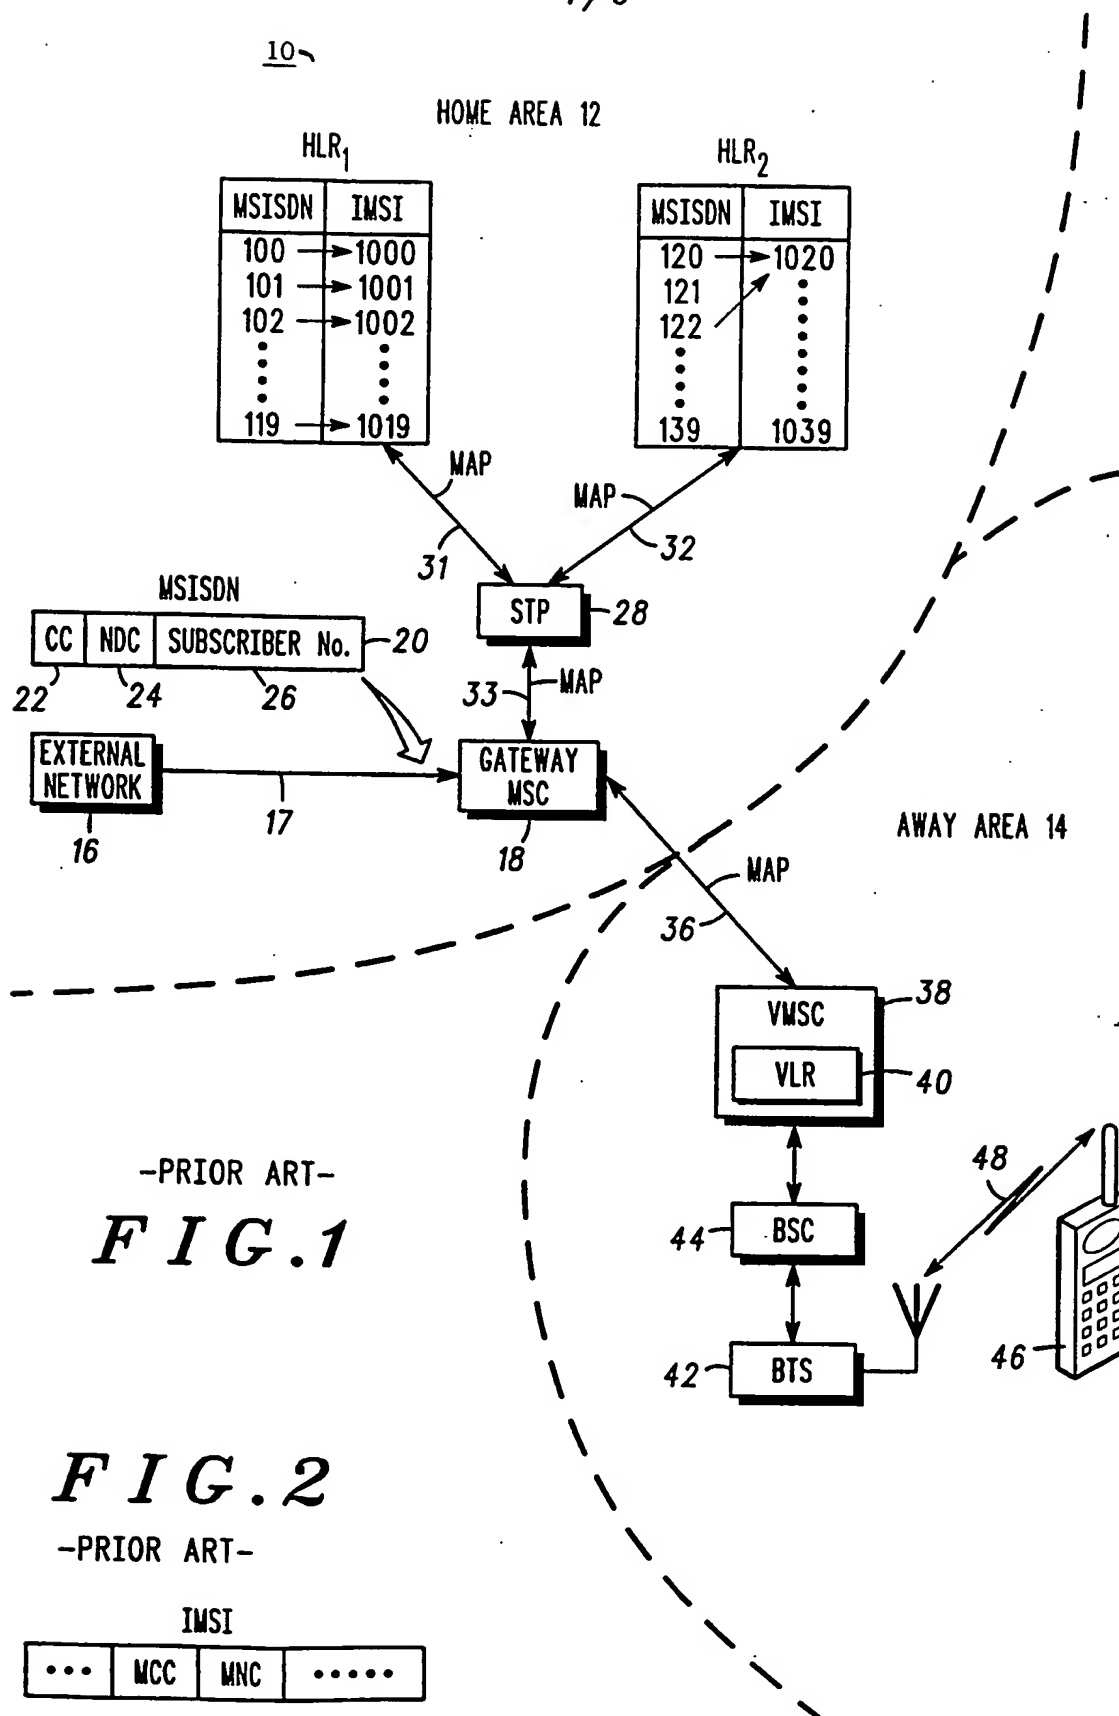 10
HOME AREA 12
HLR1
HLR2
MSISDN IMSI
100 1000
101 1001
102 1002
119 1019
MSISDN IMSI
120 1020
121
122
139 1039
MAP
MAP
31
32
STP
28
MSISDN
CC NDC SUBSCRIBER No.
20
22
24
26
33
MAP
EXTERNAL
NETWORK
16
17
GATEWAY
MSC
18
AWAY AREA 14
MAP
36
VMSC
38
VLR
40
48
44
BSC
42
BTS
46
-PRIOR ART-
FIG.1
FIG.2
-PRIOR ART-
IMSI
••• MCC MNC •••••